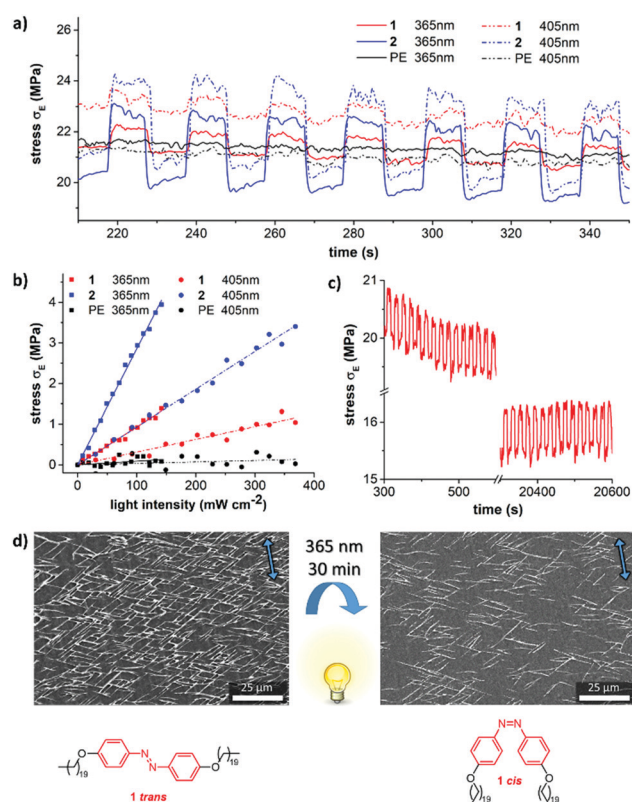 a)
26
24
22
20
stress σE (MPa)
1 365nm
2 365nm
PE 365nm
1 405nm
2 405nm
PE 405nm
220 240 260 280 300 320 340
time (s)
b)
4
3
2
1
0
stress σE (MPa)
1 365nm
2 365nm
PE 365nm
1 405nm
2 405nm
PE 405nm
0 100 200 300 400
light intensity (mW cm-2)
c)
21
20
16
15
stress σE (MPa)
300 500 20400 20600
time (s)
d)
25 µm
365 nm
30 min
25 µm
O
19
N
N
O
19
1 trans
N=N
O
O
19
19
1 cis